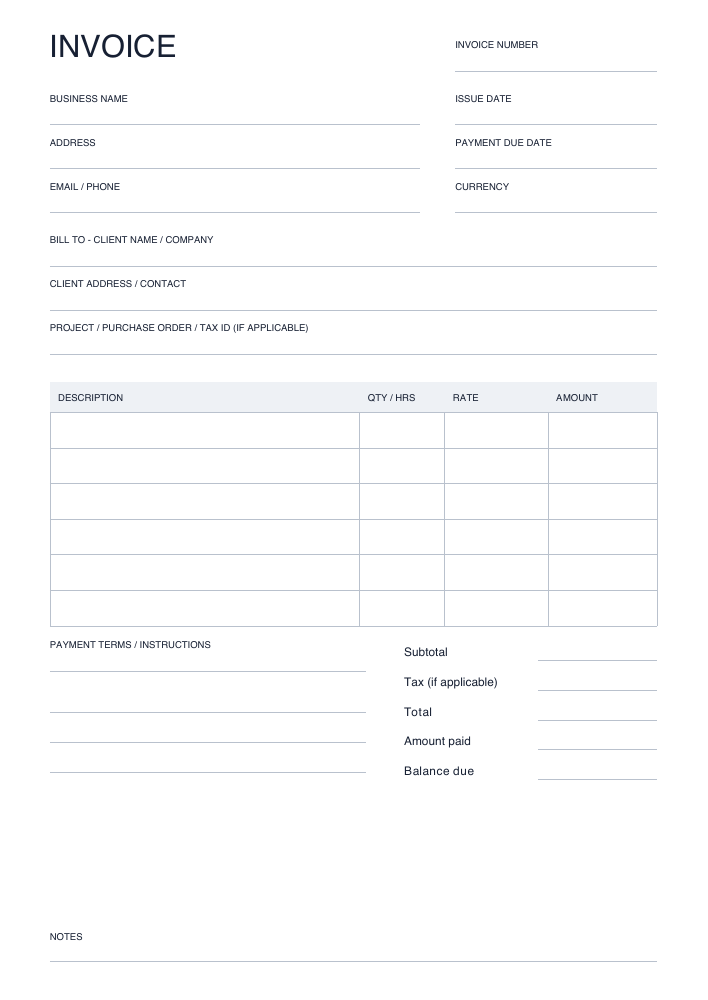 INVOICE
INVOICE NUMBER
BUSINESS NAME
ISSUE DATE
ADDRESS
PAYMENT DUE DATE
EMAIL / PHONE
CURRENCY
BILL TO - CLIENT NAME / COMPANY
CLIENT ADDRESS / CONTACT
PROJECT / PURCHASE ORDER / TAX ID (IF APPLICABLE)
DESCRIPTION QTY / HRS RATE AMOUNT
PAYMENT TERMS / INSTRUCTIONS
Subtotal
Tax (if applicable)
Total
Amount paid
Balance due
NOTES